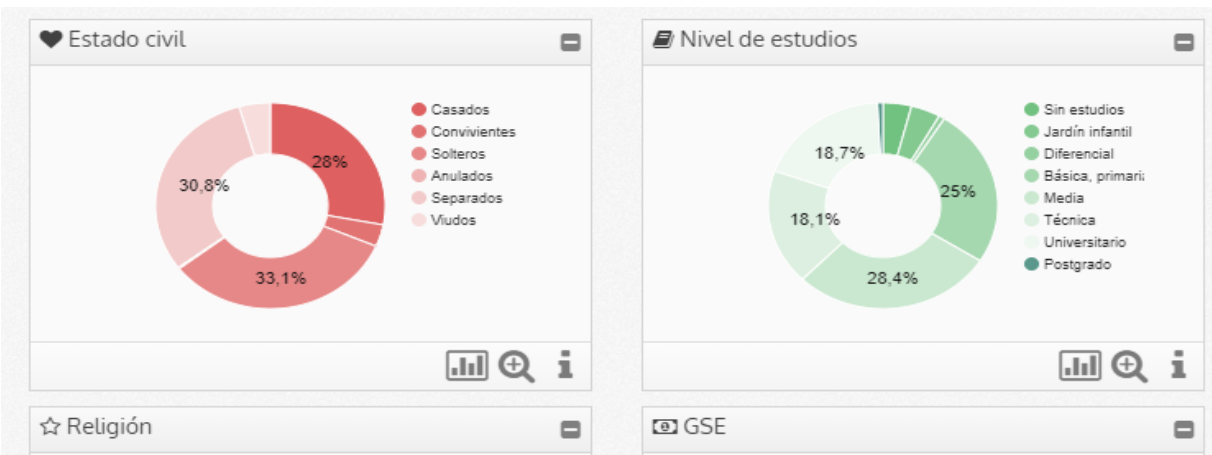 Estado civil
28%
33,1%
30,8%
Casados
Convivientes
Solteros
Anulados
Separados
Viudos
Nivel de estudios
18,7%
25%
18,1%
28,4%
Sin estudios
Jardín infantil
Diferencial
Básica, primari
Media
Técnica
Universitario
Postgrado
Religión
GSE